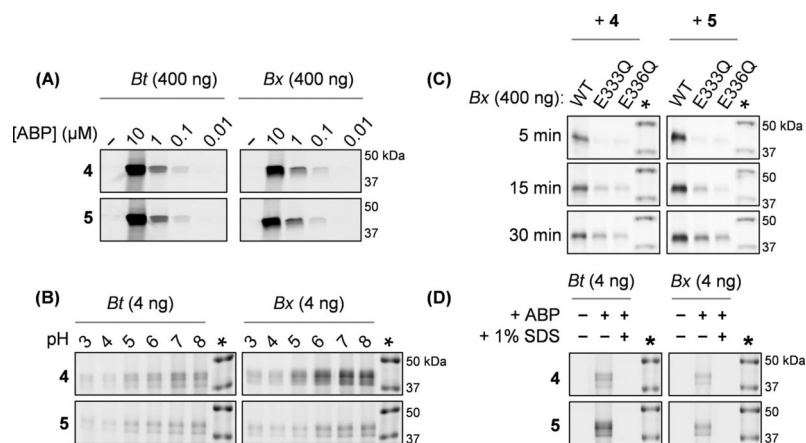 (A)
Bt (400 ng) Bx (400 ng)
[ABP] (µM) – 10 1 0.1 0.01 – 10 1 0.1 0.01
4 50 kDa
37
5 50
37
(B)
Bt (4 ng) Bx (4 ng)
pH 3 4 5 6 7 8 * 3 4 5 6 7 8 *
4 50 kDa
37
5 50
37
(C)
+ 4 + 5
Bx (400 ng): WT E333Q E336Q * WT E333Q E336Q *
5 min 50 kDa
37
15 min 50
37
30 min 50
37
(D)
Bt (4 ng) Bx (4 ng)
+ ABP – + + – + +
+ 1% SDS – – + * – – + *
4 50 kDa
37
5 50
37